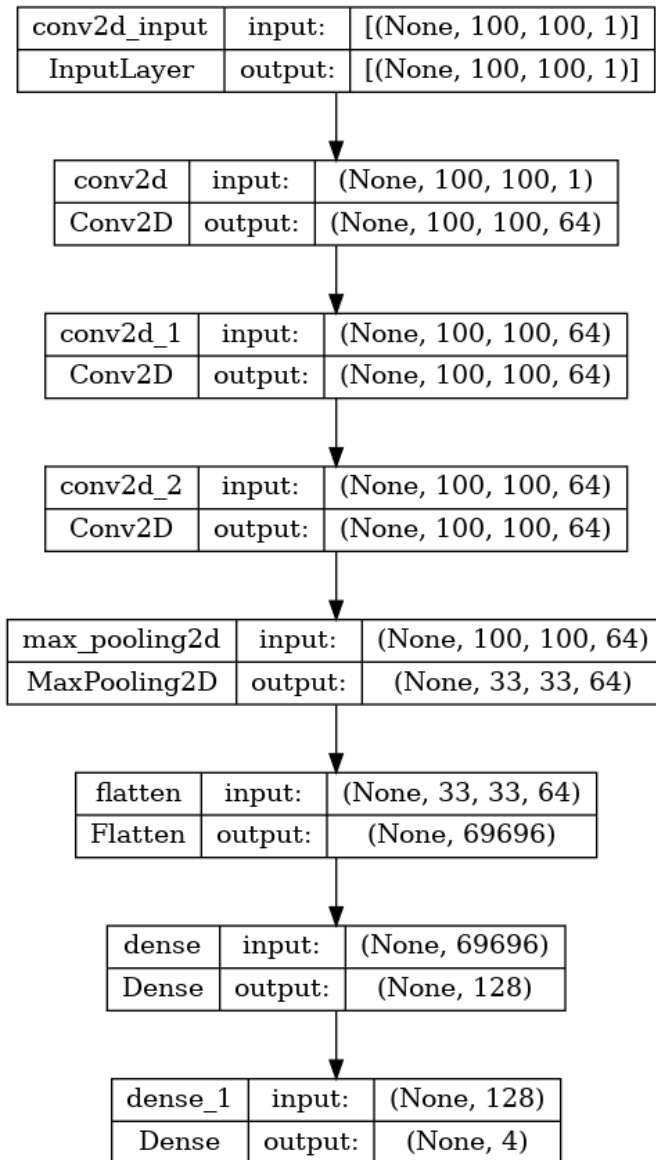 conv2d_input input: [(None, 100, 100, 1)]
InputLayer output: [(None, 100, 100, 1)]
conv2d input: (None, 100, 100, 1)
Conv2D output: (None, 100, 100, 64)
conv2d_1 input: (None, 100, 100, 64)
Conv2D output: (None, 100, 100, 64)
conv2d_2 input: (None, 100, 100, 64)
Conv2D output: (None, 100, 100, 64)
max_pooling2d input: (None, 100, 100, 64)
MaxPooling2D output: (None, 33, 33, 64)
flatten input: (None, 33, 33, 64)
Flatten output: (None, 69696)
dense input: (None, 69696)
Dense output: (None, 128)
dense_1 input: (None, 128)
Dense output: (None, 4)